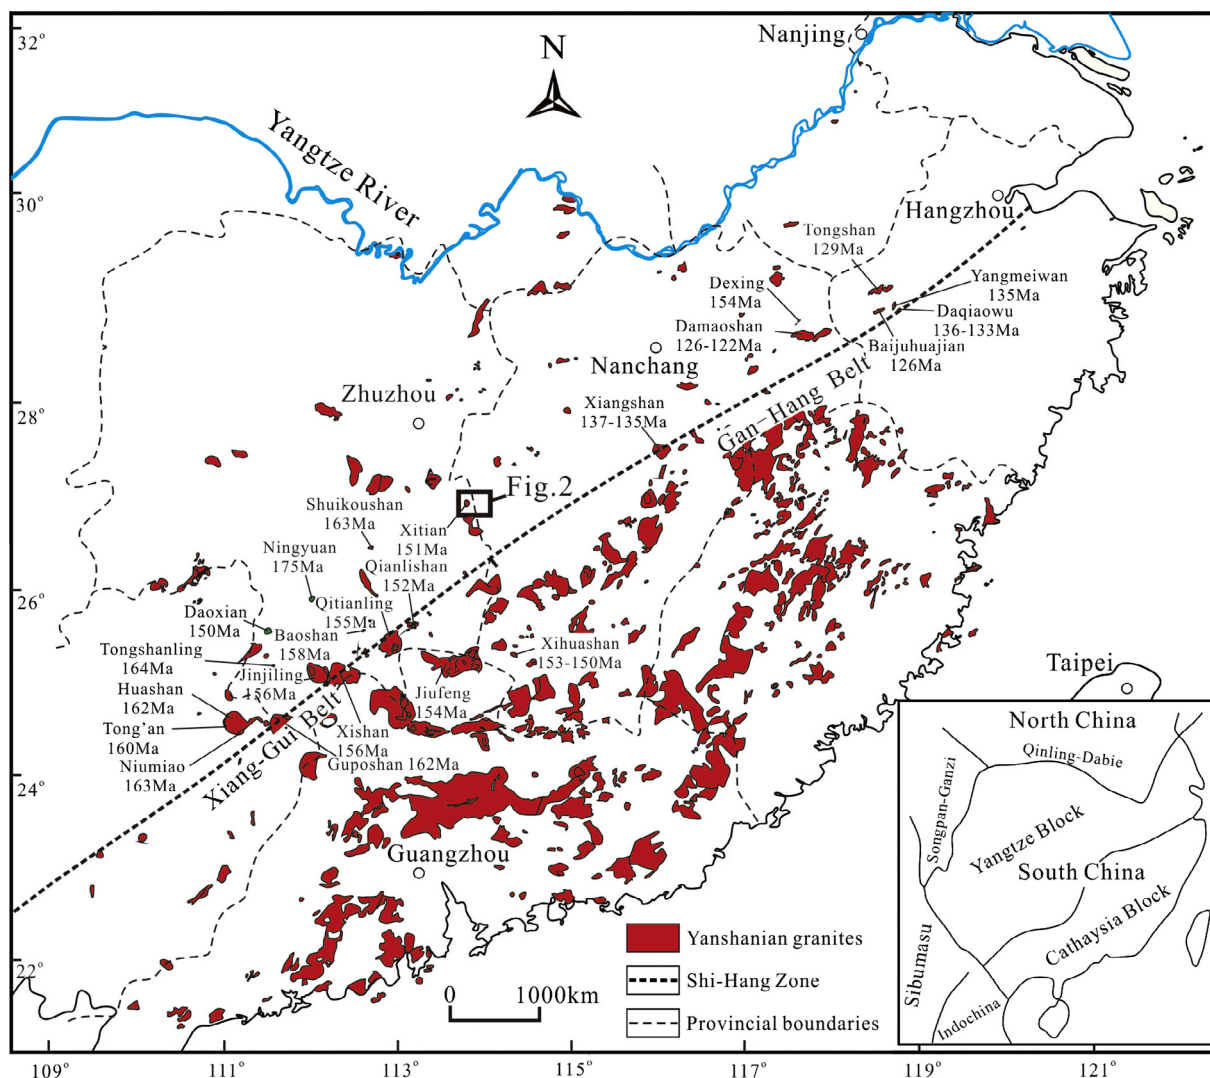 32°
30°
28°
26°
24°
22°
109°
111°
113°
115°
117°
119°
121°
N
Nanjing
Yangtze River
Hangzhou
Tongshan
129Ma
Yangmeiwan
135Ma
Dexing
154Ma
Daqiaowu
136-133Ma
Damaoshan
126-122Ma
Baijuhuajian
126Ma
Nanchang
Zhuzhou
Gan-Hang Belt
Xiangshan
137-135Ma
Fig.2
Shuikoushan
163Ma
Xitian
151Ma
Ningyuan
175Ma
Qianlishan
152Ma
Qitianling
155Ma
Daoxian
150Ma
Baoshan
158Ma
Xihuashan
153-150Ma
Tongshanling
164Ma
Jinjiling
156Ma
Jiufeng
154Ma
Huashan
162Ma
Tong'an
160Ma
Xishan
156Ma
Niumiao
163Ma
Guposhan 162Ma
Xiang-Gui Belt
Taipei
Guangzhou
North China
Qinling-Dabie
Songpan-Ganzi
Yangtze Block
South China
Cathaysia Block
Sibumasu
Indochina
Yanshanian granites
Shi-Hang Zone
Provincial boundaries
0 1000km